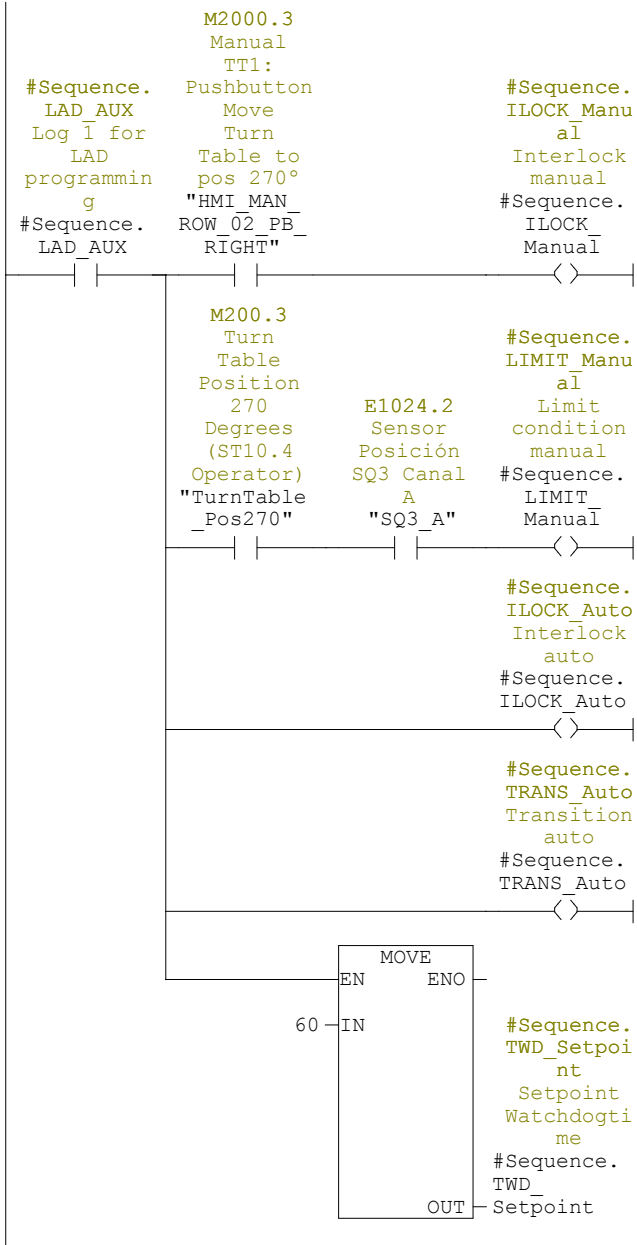 M2000.3
Manual
TT1:
#Sequence. Pushbutton #Sequence.
LAD_AUX Move ILOCK_Manu
Log 1 for Turn al
LAD Table to Interlock
programmin pos 270° manual
g "HMI_MAN_ #Sequence.
#Sequence. ROW_02_PB_ ILOCK_
LAD_AUX RIGHT" Manual
M200.3
Turn #Sequence.
Table LIMIT_Manu
Position al
270 E1024.2 Limit
Degrees Sensor condition
(ST10.4 Posición manual
Operator) SQ3 Canal #Sequence.
"TurnTable A LIMIT_
_Pos270" "SQ3_A" Manual
#Sequence.
ILOCK_Auto
Interlock
auto
#Sequence.
ILOCK_Auto
#Sequence.
TRANS_Auto
Transition
auto
#Sequence.
TRANS_Auto
MOVE
EN ENO
60 IN #Sequence.
TWD_Setpoi
nt
Setpoint
Watchdogti
me
#Sequence.
TWD_
OUT Setpoint